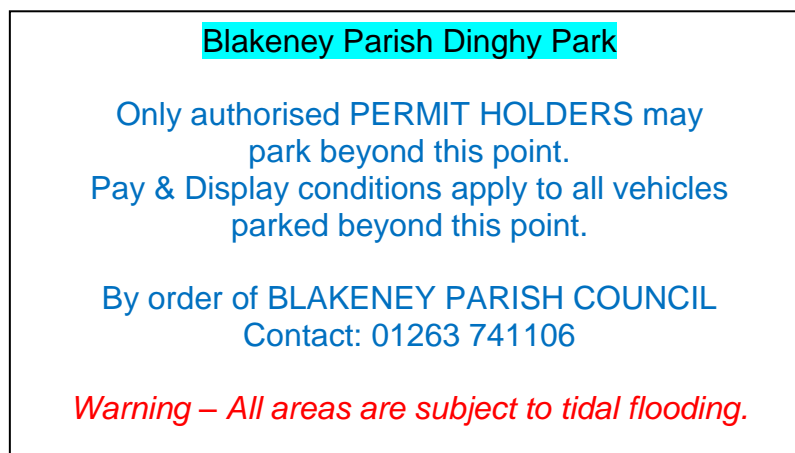 Blakeney Parish Dinghy Park
Only authorised PERMIT HOLDERS may
park beyond this point.
Pay & Display conditions apply to all vehicles
parked beyond this point.
By order of BLAKENEY PARISH COUNCIL
Contact: 01263 741106
Warning – All areas are subject to tidal flooding.